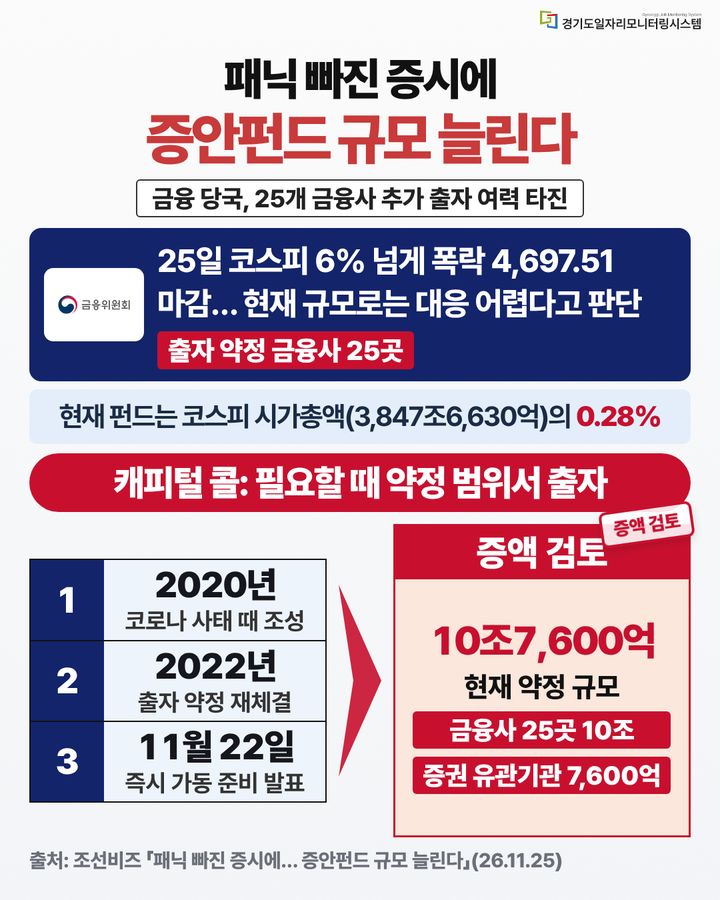 Gyeonggi Job Monitoring System
경기도일자리모니터링시스템
패닉 빠진 증시에
증안펀드 규모 늘린다
금융 당국, 25개 금융사 추가 출자 여력 타진
금융위원회
25일 코스피 6% 넘게 폭락 4,697.51
마감... 현재 규모로는 대응 어렵다고 판단
출자 약정 금융사 25곳
현재 펀드는 코스피 시가총액(3,847조6,630억)의 0.28%
캐피털 콜: 필요할 때 약정 범위서 출자
증액 검토
증액 검토
1
2020년
코로나 사태 때 조성
2
2022년
출자 약정 재체결
3
11월 22일
즉시 가동 준비 발표
10조7,600억
현재 약정 규모
금융사 25곳 10조
증권 유관기관 7,600억
출처: 조선비즈 「패닉 빠진 증시에... 증안펀드 규모 늘린다」(26.11.25)